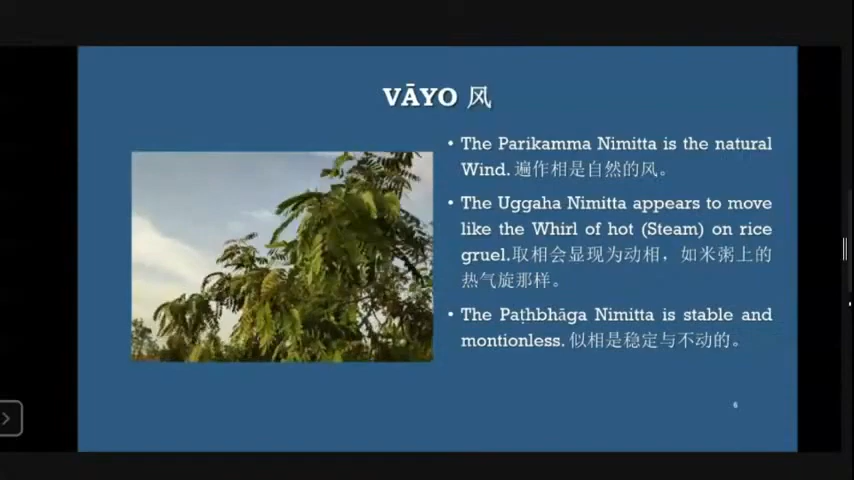 VĀYO 风
• The Parikamma Nimitta is the natural
Wind. 遍作相是自然的风。
• The Uggaha Nimitta appears to move
like the Whirl of hot (Steam) on rice
gruel.取相会显现为动相，如米粥上的
热气旋那样。
• The Paṭhbhāga Nimitta is stable and
montionless. 似相是稳定与不动的。
6